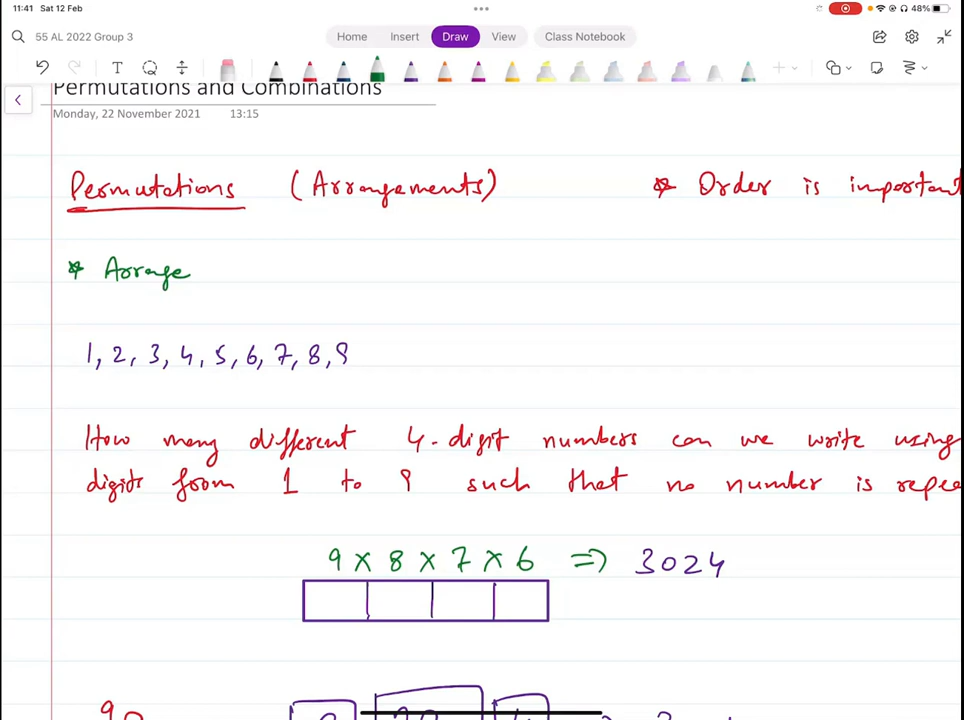 11:41 Sat 12 Feb
48%
55 AL 2022 Group 3
Home Insert Draw View Class Notebook
Permutations and Combinations
Monday, 22 November 2021 13:15
Permutations (Arrangements) * Order is important
* Arrage
1, 2, 3, 4, 5, 6, 7, 8, 9
How many different 4-digit numbers can we write using
digits from 1 to 9 such that no number is repea
9 x 8 x 7 x 6 => 3024